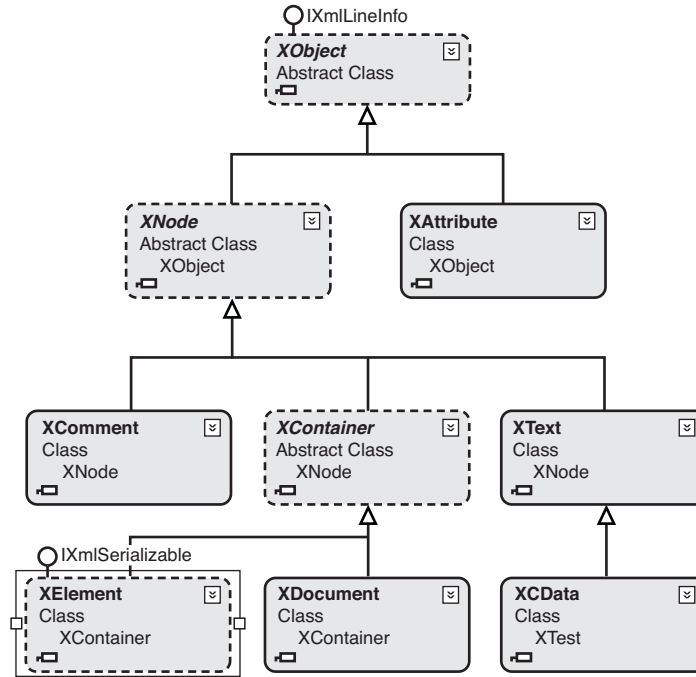 IXmlLineInfo
XObject
Abstract Class
XNode
Abstract Class
XObject
XAttribute
Class
XObject
XComment
Class
XNode
XContainer
Abstract Class
XNode
XText
Class
XNode
IXmlSerializable
XElement
Class
XContainer
XDocument
Class
XContainer
XCData
Class
XTest